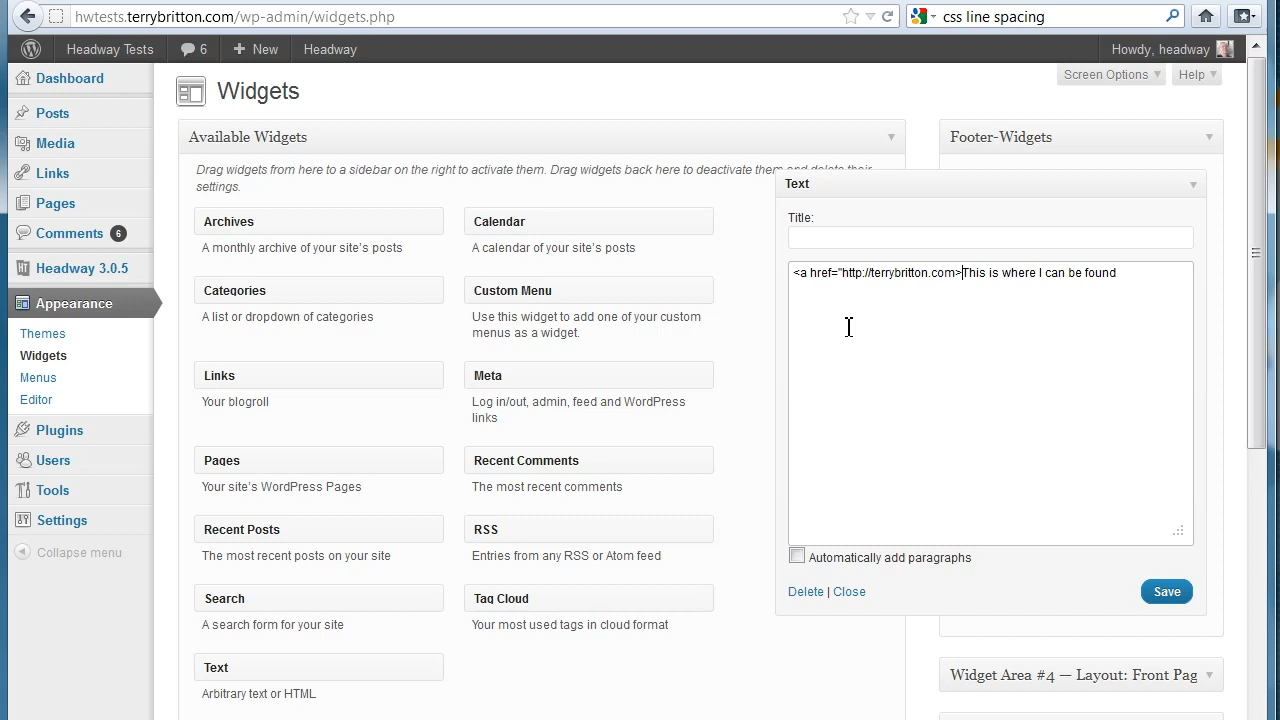 hwtests.terrybritton.com/wp-admin/widgets.php
css line spacing
Headway Tests
6
New
Headway
Howdy, headway
Dashboard
Posts
Media
Links
Pages
Comments 6
Headway 3.0.5
Appearance
Themes
Widgets
Menus
Editor
Plugins
Users
Tools
Settings
Collapse menu
Screen Options
Help
Widgets
Available Widgets
Drag widgets from here to a sidebar on the right to activate them. Drag widgets back here to deactivate them and delete their
settings.
Archives
A monthly archive of your site's posts
Calendar
A calendar of your site's posts
Categories
A list or dropdown of categories
Custom Menu
Use this widget to add one of your custom
menus as a widget.
Links
Your blogroll
Meta
Log in/out, admin, feed and WordPress
links
Pages
Your site's WordPress Pages
Recent Comments
The most recent comments
Recent Posts
The most recent posts on your site
RSS
Entries from any RSS or Atom feed
Search
A search form for your site
Tag Cloud
Your most used tags in cloud format
Text
Arbitrary text or HTML
Footer-Widgets
Text
Title:
<a href="http://terrybritton.com>This is where I can be found
Automatically add paragraphs
Delete | Close
Save
Widget Area #4 — Layout: Front Pag